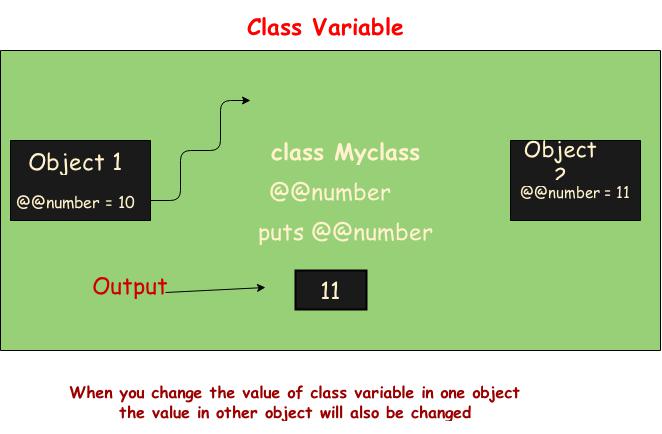 Class Variable
Object 1
@@number = 10
class Myclass
@@number
puts @@number
Object
2
@@number = 11
Output
11
When you change the value of class variable in one object
the value in other object will also be changed